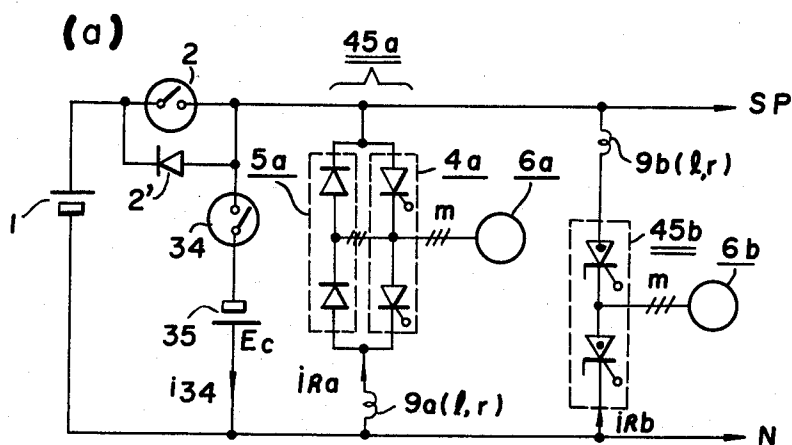 (a)
2
45a
SP
5a
4a
6a
9b(l,r)
2'
1
m
34
45b
6b
m
35
Ec
i34
iRa
9a(l,r)
iRb
N